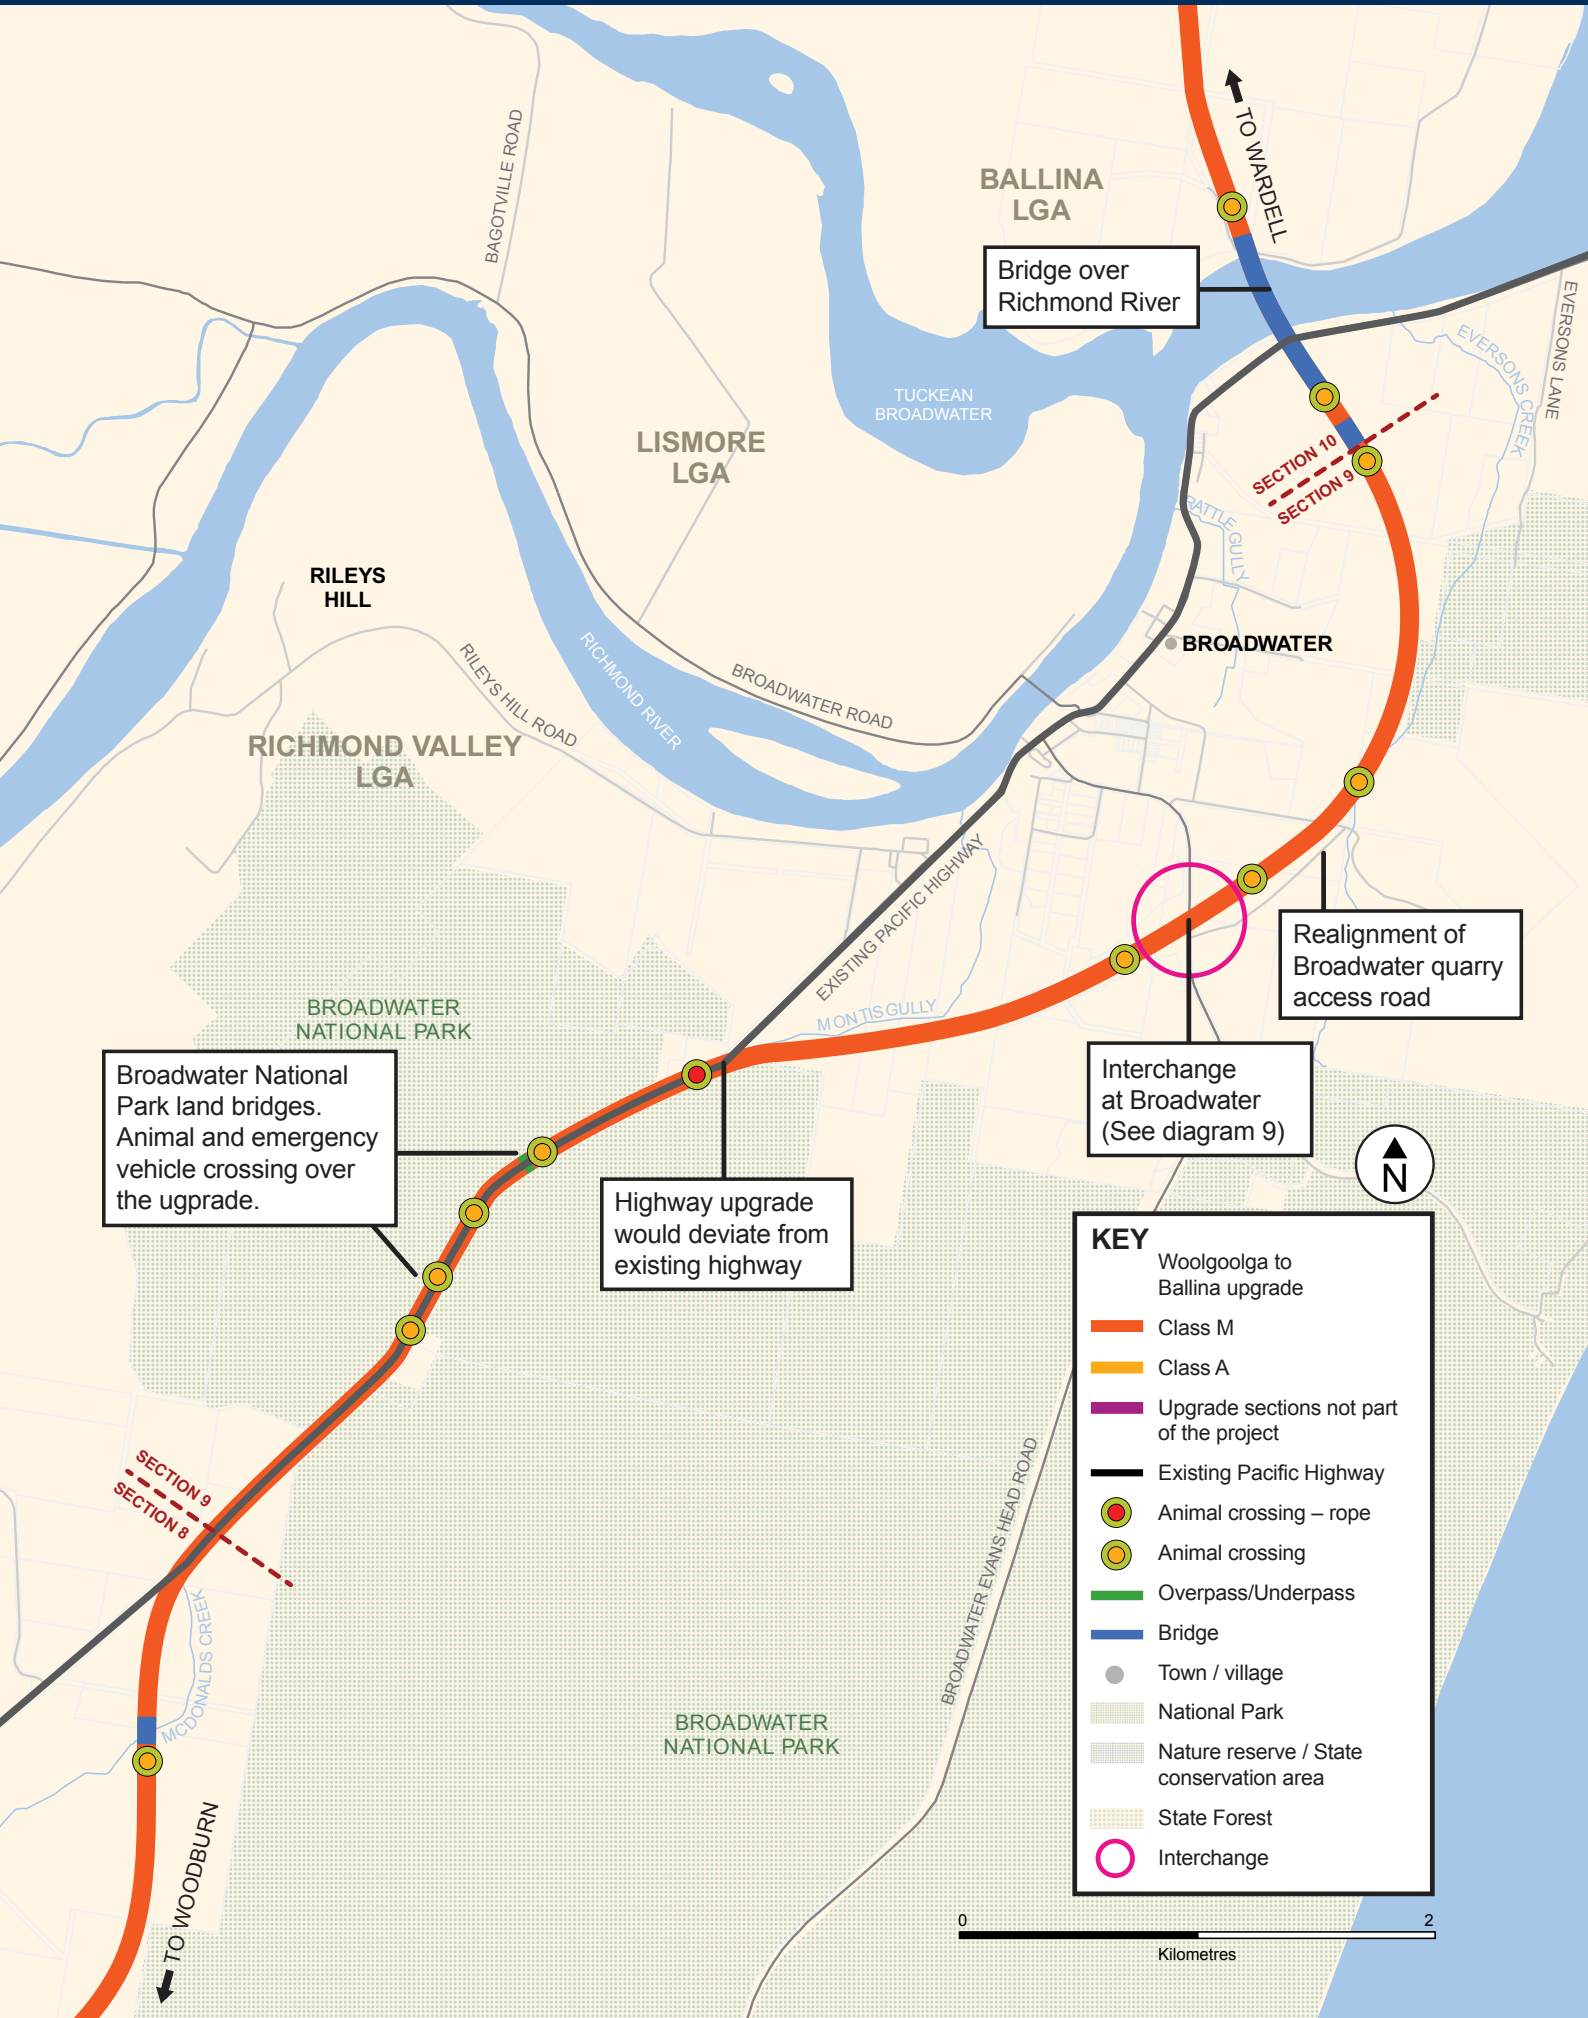 TO WARDELL
BALLINA
LGA
BAGOTVILLE ROAD
Bridge over
Richmond River
EVERSONS LANE
EVERSONS CREEK
TUCKEAN
BROADWATER
LISMORE
LGA
SECTION 10
SECTION 9
RATTLE GULLY
RILEYS
HILL
BROADWATER
RILEYS HILL ROAD
RICHMOND RIVER
BROADWATER ROAD
RICHMOND VALLEY
LGA
EXISTING PACIFIC HIGHWAY
Realignment of
Broadwater quarry
access road
BROADWATER
NATIONAL PARK
MONTIS GULLY
Broadwater National
Park land bridges.
Animal and emergency
vehicle crossing over
the ugprade.
Interchange
at Broadwater
(See diagram 9)
N
Highway upgrade
would deviate from
existing highway
KEY
Woolgoolga to
Ballina upgrade
Class M
Class A
Upgrade sections not part
of the project
Existing Pacific Highway
Animal crossing – rope
Animal crossing
Overpass/Underpass
Bridge
Town / village
National Park
Nature reserve / State
conservation area
State Forest
Interchange
SECTION 9
SECTION 8
BROADWATER EVANS HEAD ROAD
MCDONALDS CREEK
BROADWATER
NATIONAL PARK
TO WOODBURN
0 2
Kilometres